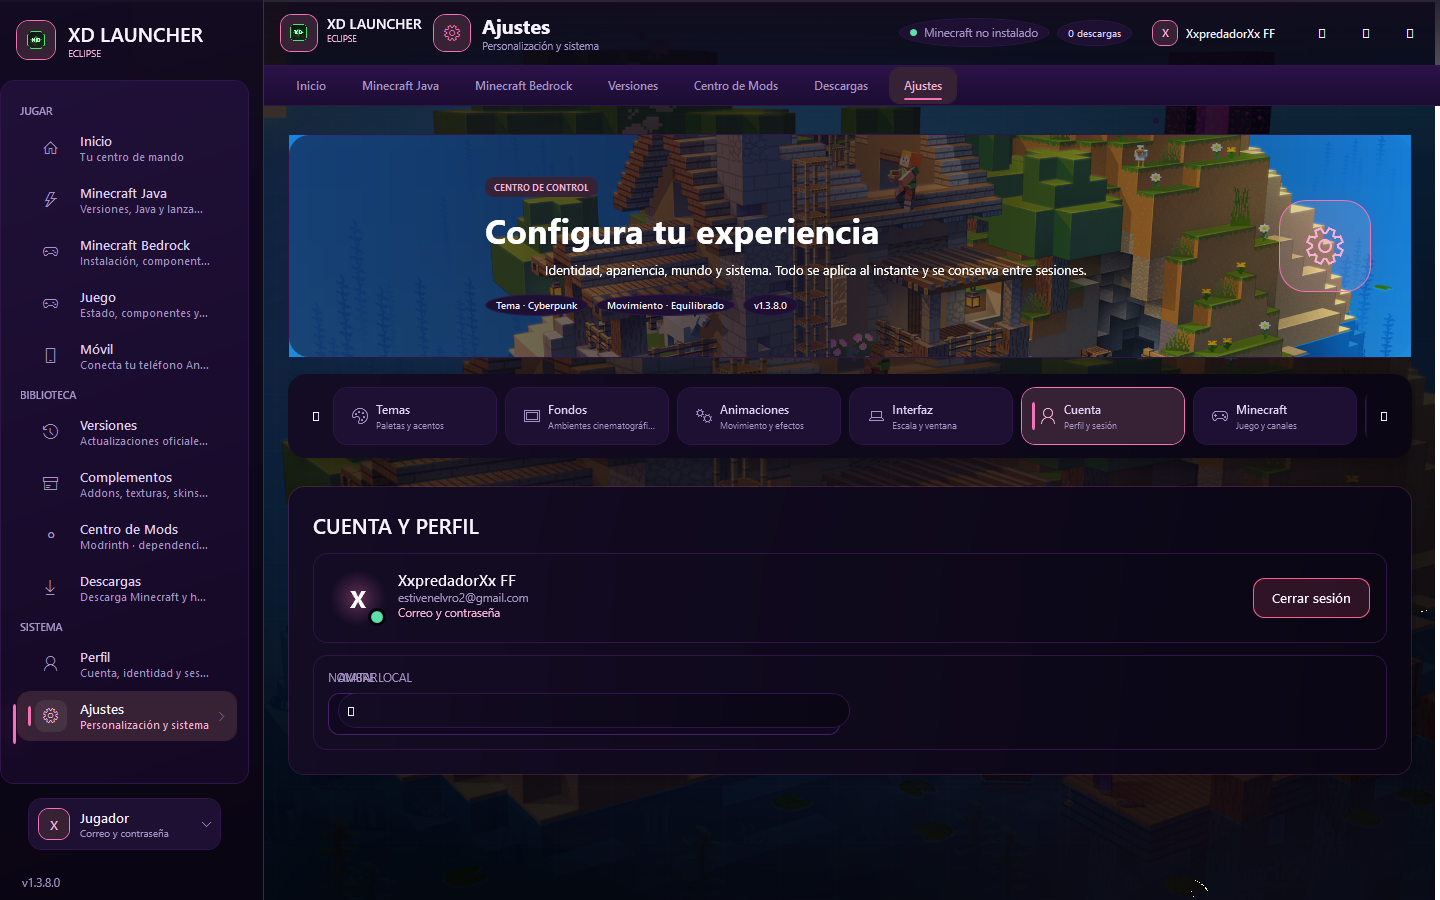 XD LAUNCHER
ECLIPSE
JUGAR
Inicio
Tu centro de mando
Minecraft Java
Versiones, Java y lanza...
Minecraft Bedrock
Instalación, component...
Juego
Estado, componentes y...
Móvil
Conecta tu teléfono An...
BIBLIOTECA
Versiones
Actualizaciones oficiale...
Complementos
Addons, texturas, skins...
Centro de Mods
Modrinth · dependenci...
Descargas
Descarga Minecraft y h...
SISTEMA
Perfil
Cuenta, identidad y ses...
Ajustes
Personalización y sistema
X
Jugador
Correo y contraseña
v1.3.8.0
XD LAUNCHER
ECLIPSE
Ajustes
Personalización y sistema
Minecraft no instalado
0 descargas
X
XxpredadorXx FF
Inicio
Minecraft Java
Minecraft Bedrock
Versiones
Centro de Mods
Descargas
Ajustes
CENTRO DE CONTROL
Configura tu experiencia
Identidad, apariencia, mundo y sistema. Todo se aplica al instante y se conserva entre sesiones.
Tema · Cyberpunk
Movimiento · Equilibrado
v1.3.8.0
Temas
Paletas y acentos
Fondos
Ambientes cinematográfi...
Animaciones
Movimiento y efectos
Interfaz
Escala y ventana
Cuenta
Perfil y sesión
Minecraft
Juego y canales
CUENTA Y PERFIL
X
XxpredadorXx FF
estivenelvro2@gmail.com
Correo y contraseña
Cerrar sesión
LOCAL